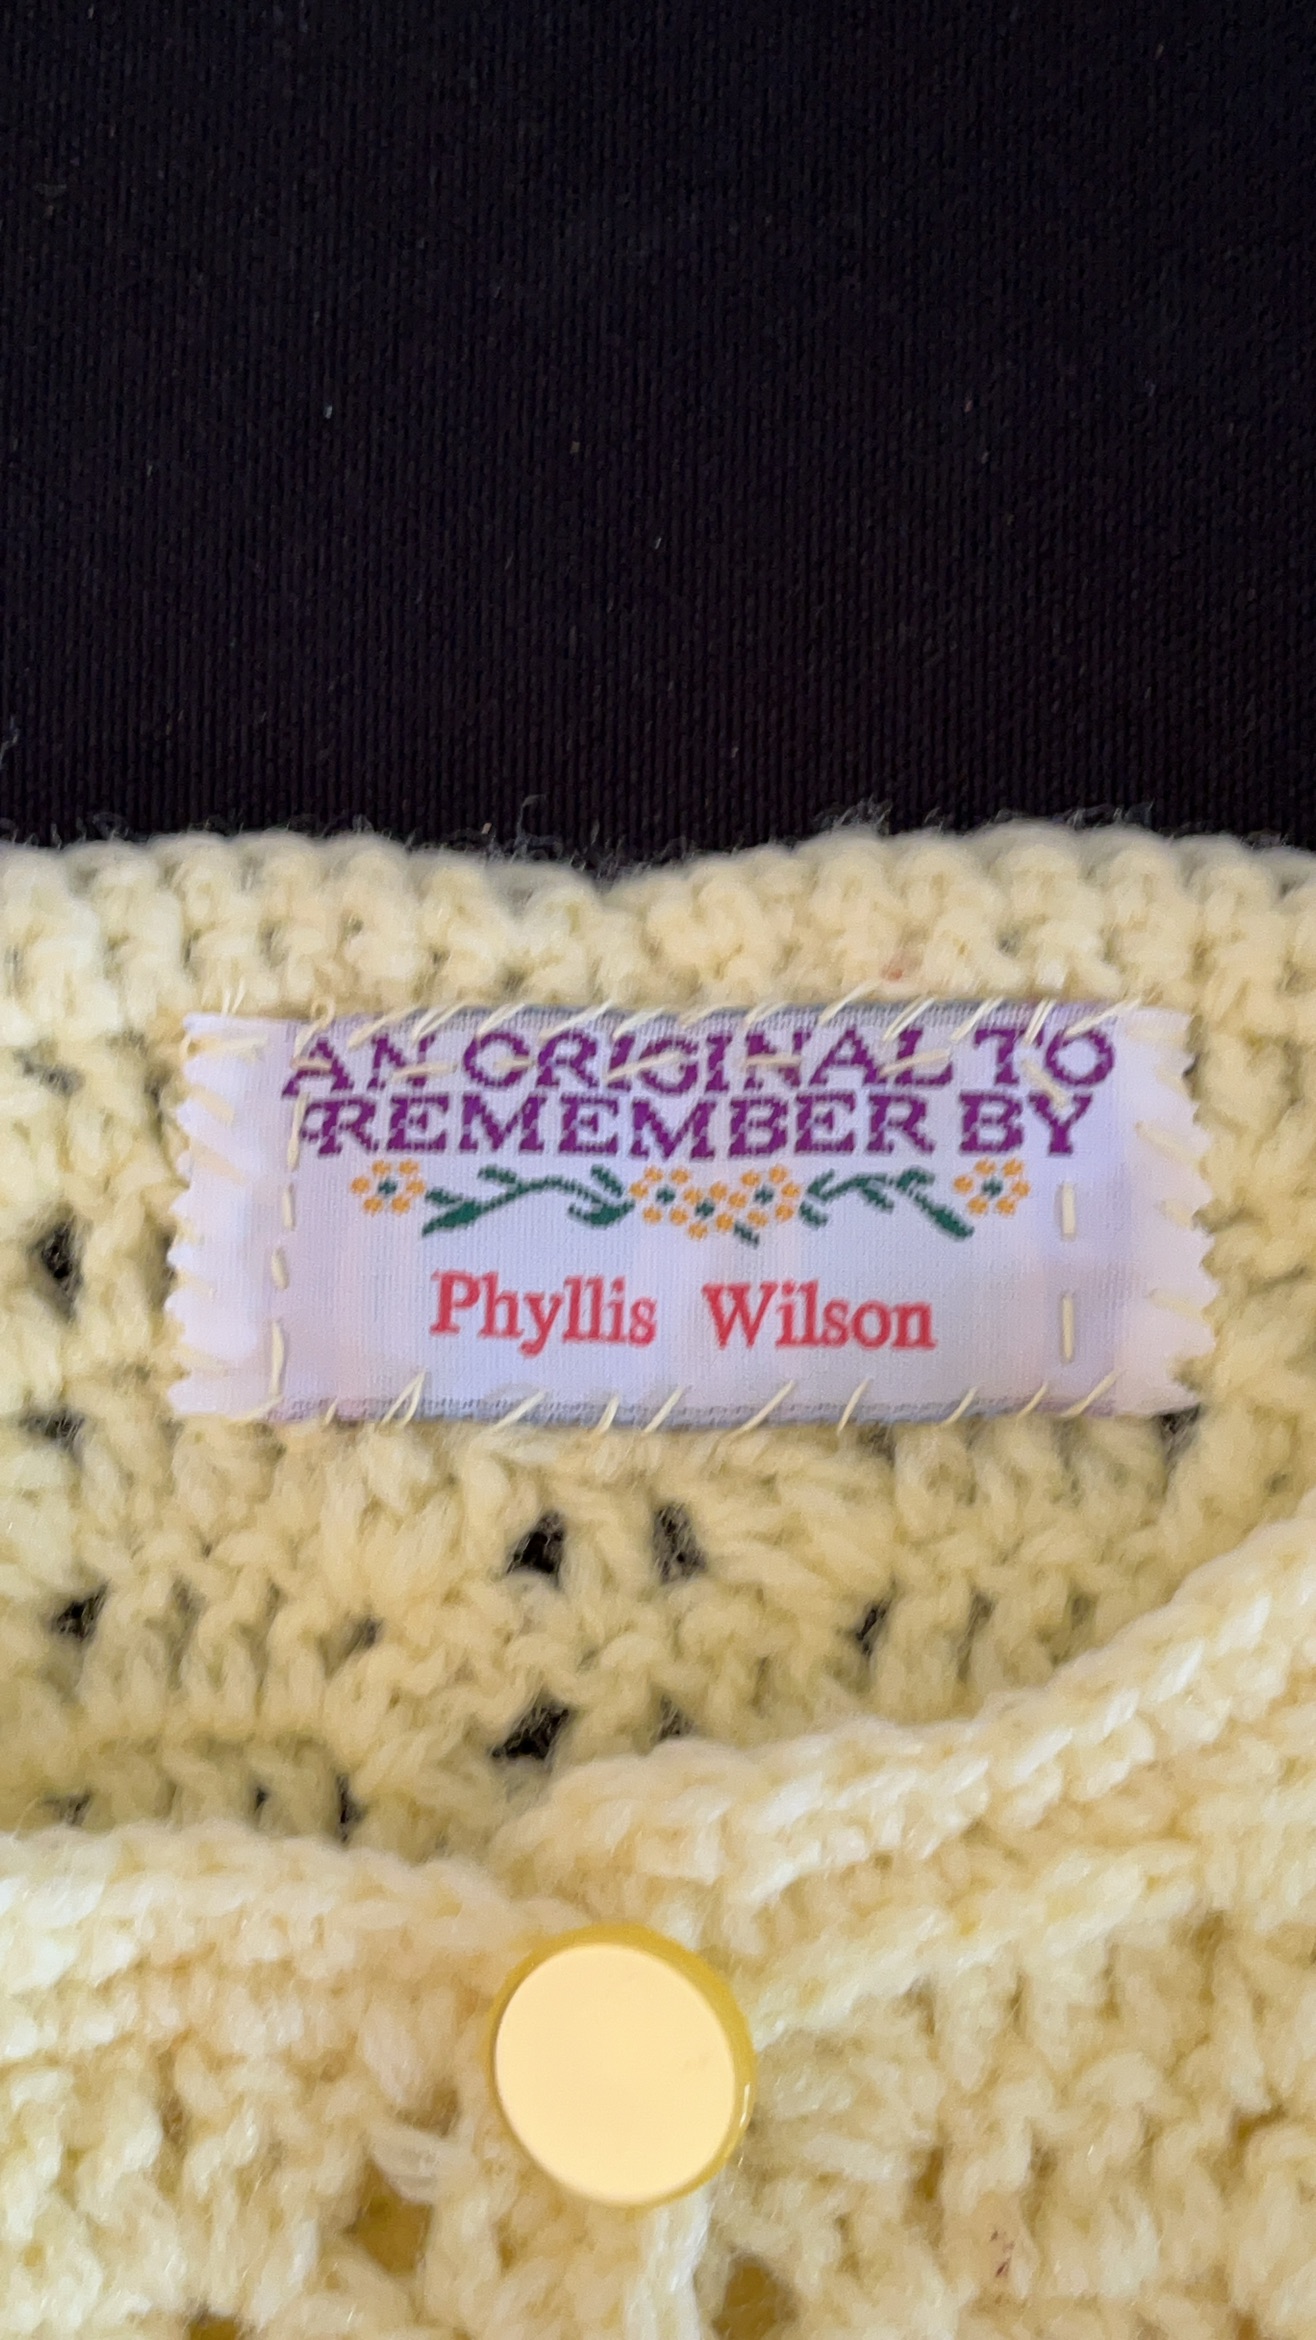 AN ORIGINAL TO
REMEMBER BY
Phyllis Wilson